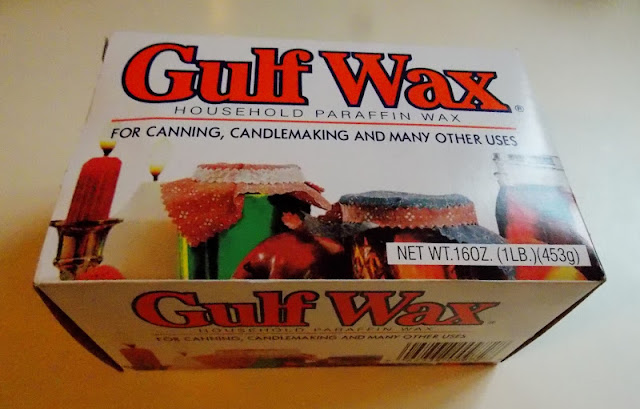 Gulf Wax®
HOUSEHOLD PARAFFIN WAX
FOR CANNING, CANDLEMAKING AND MANY OTHER USES
NET WT.16OZ. (1LB.)(453g)
Gulf Wax®
HOUSEHOLD PARAFFIN WAX
FOR CANNING, CANDLEMAKING AND MANY OTHER USES